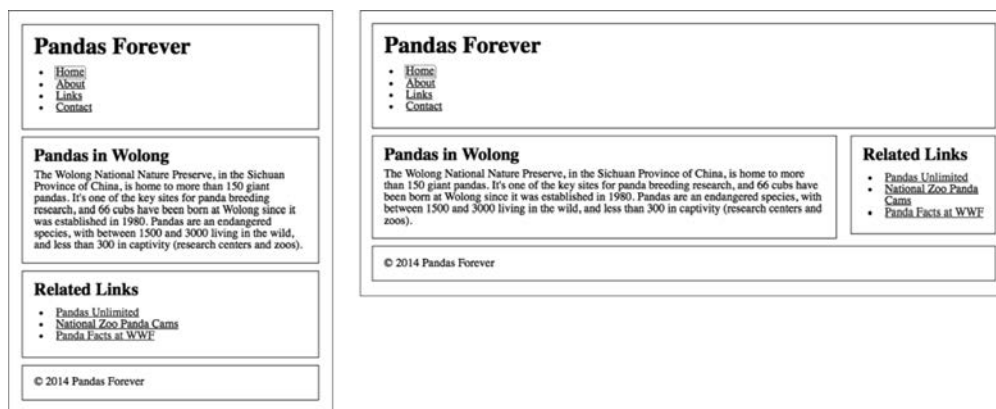 Pandas Forever
Home
About
Links
Contact
Pandas in Wolong
The Wolong National Nature Preserve, in the Sichuan
Province of China, is home to more than 150 giant
pandas. It's one of the key sites for panda breeding
research, and 66 cubs have been born at Wolong since it
was established in 1980. Pandas are an endangered
species, with between 1500 and 3000 living in the wild,
and less than 300 in captivity (research centers and zoos).
Related Links
Pandas Unlimited
National Zoo Panda Cams
Panda Facts at WWF
© 2014 Pandas Forever
Pandas Forever
Home
About
Links
Contact
Pandas in Wolong
The Wolong National Nature Preserve, in the Sichuan Province of China, is home to more
than 150 giant pandas. It's one of the key sites for panda breeding research, and 66 cubs have
been born at Wolong since it was established in 1980. Pandas are an endangered species, with
between 1500 and 3000 living in the wild, and less than 300 in captivity (research centers and
zoos).
Related Links
Pandas Unlimited
National Zoo Panda
Cams
Panda Facts at WWF
© 2014 Pandas Forever